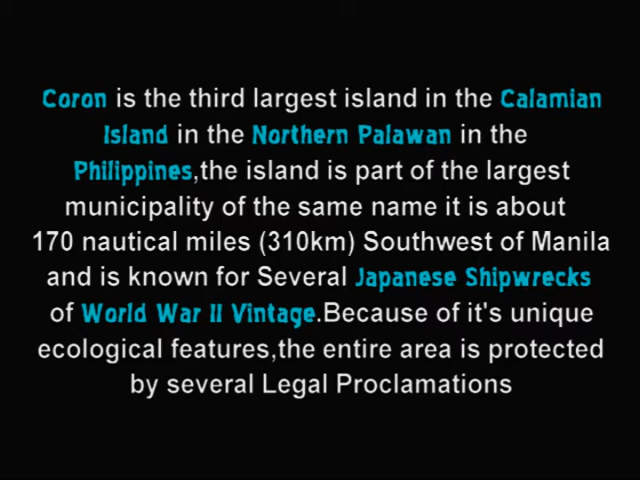 Coron is the third largest island in the Calamian
Island in the Northern Palawan in the
Philippines,the island is part of the largest
municipality of the same name it is about
170 nautical miles (310km) Southwest of Manila
and is known for Several Japanese Shipwrecks
of World War II Vintage.Because of it's unique
ecological features,the entire area is protected
by several Legal Proclamations